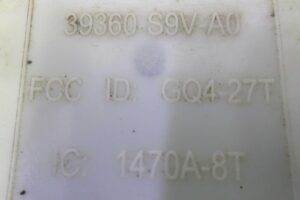 39360-S9V-A0
FCC ID: GQ4-27T
IC: 1470A-8T